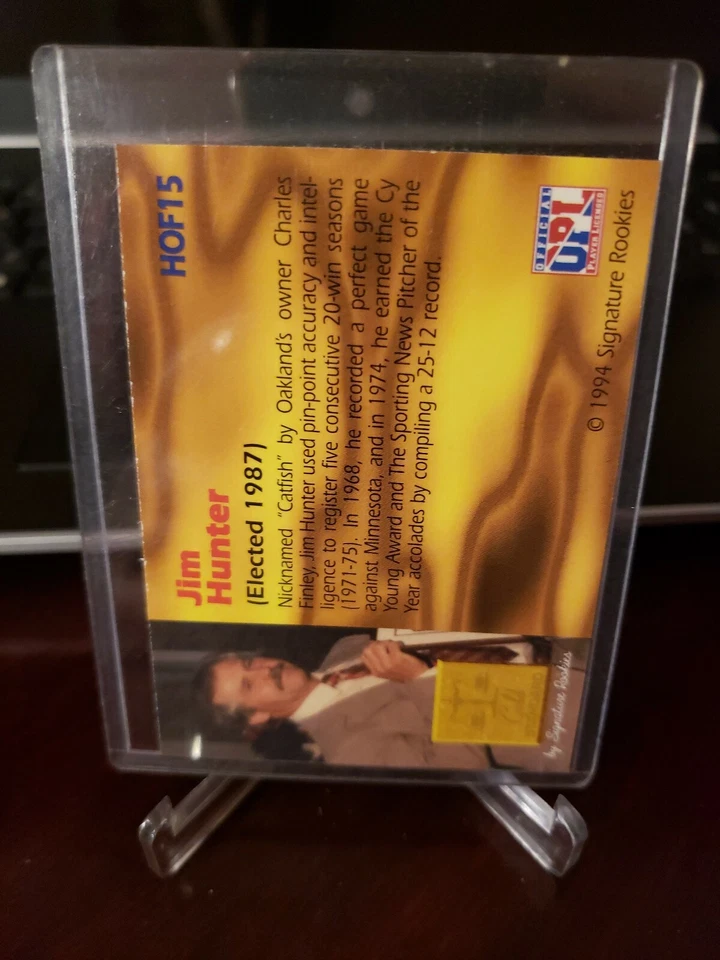 HOF15
Jim
Hunter
(Elected 1987)
Nicknamed "Catfish" by Oakland's owner Charles
Finley, Jim Hunter used pin-point accuracy and intel-
ligence to register five consecutive 20-win seasons
(1971-75). In 1968, he recorded a perfect game
against Minnesota, and in 1974, he earned the Cy
Young Award and The Sporting News Pitcher of the
Year accolades by compiling a 25-12 record.
OFFICIAL
UPL
PLAYER LICENSED
© 1994 Signature Rookies
by Signature Rookies